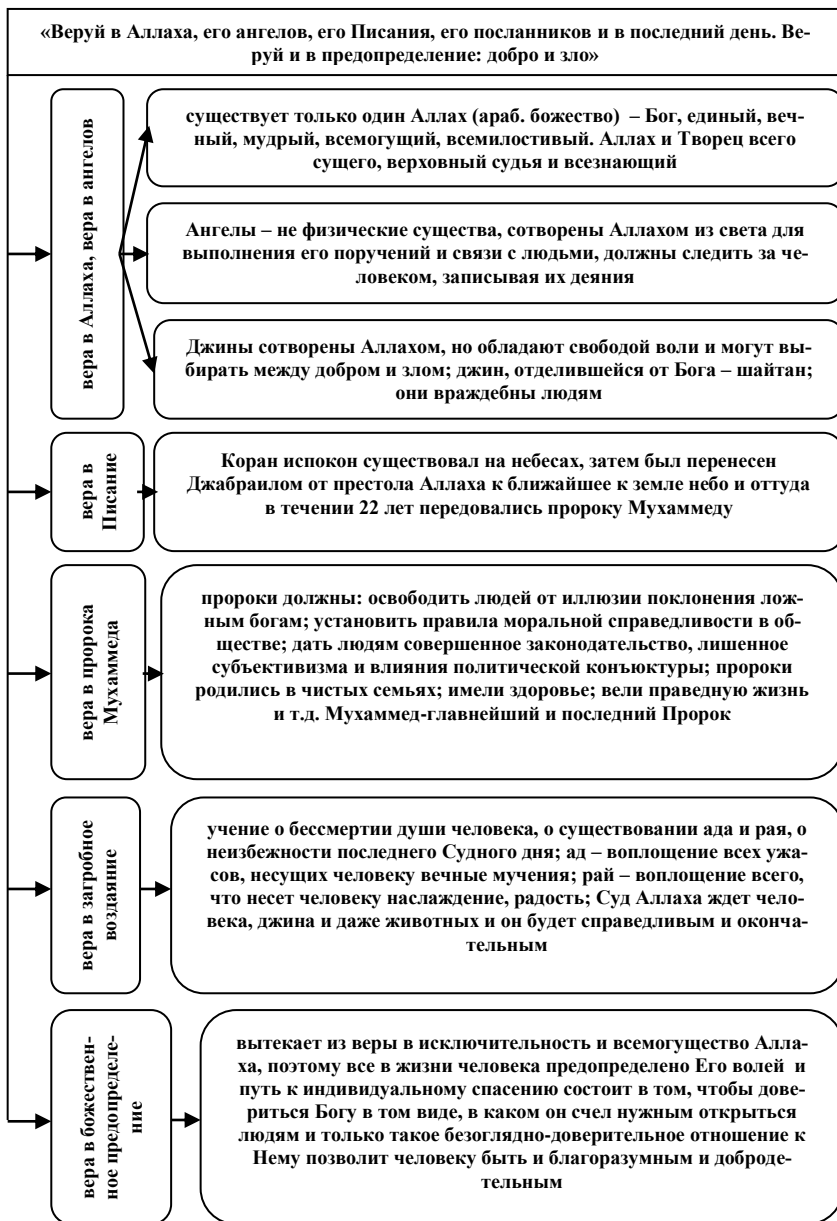 «Веруй в Аллаха, его ангелов, его Писания, его посланников и в последний день. Ве-
руй и в предопределение: добро и зло»
вера в Аллаха, вера в ангелов
существует только один Аллах (араб. божество) – Бог, единый, веч-
ный, мудрый, всемогущий, всемилостивый. Аллах и Творец всего
сущего, верховный судья и всезнающий
Ангелы – не физические существа, сотворены Аллахом из света для
выполнения его поручений и связи с людьми, должны следить за че-
ловеком, записывая их деяния
Джины сотворены Аллахом, но обладают свободой воли и могут вы-
бирать между добром и злом; джин, отделившейся от Бога – шайтан;
они враждебны людям
вера в
Писание
Коран испокон существовал на небесах, затем был перенесен
Джабраилом от престола Аллаха к ближайшее к земле небо и оттуда
в течении 22 лет передовались пророку Мухаммеду
вера в пророка
Мухаммеда
пророки должны: освободить людей от иллюзии поклонения лож-
ным богам; установить правила моральной справедливости в об-
ществе; дать людям совершенное законодательство, лишенное
субъективизма и влияния политической конъюктуры; пророки
родились в чистых семьях; имели здоровье; вели праведную жизнь
и т.д. Мухаммед-главнейший и последний Пророк
вера в загробное
воздаяние
учение о бессмертии души человека, о существовании ада и рая, о
неизбежности последнего Судного дня; ад – воплощение всех ужа-
сов, несущих человеку вечные мучения; рай – воплощение всего,
что несет человеку наслаждение, радость; Суд Аллаха ждет чело-
века, джина и даже животных и он будет справедливым и оконча-
тельным
вера в божествен-
ное предопределе-
ние
вытекает из веры в исключительность и всемогущество Алла-
ха, поэтому все в жизни человека предопределено Его волей и
путь к индивидуальному спасению состоит в том, чтобы дове-
риться Богу в том виде, в каком он счел нужным открыться
людям и только такое безоглядно-доверительное отношение к
Нему позволит человеку быть и благоразумным и доброде-
тельным